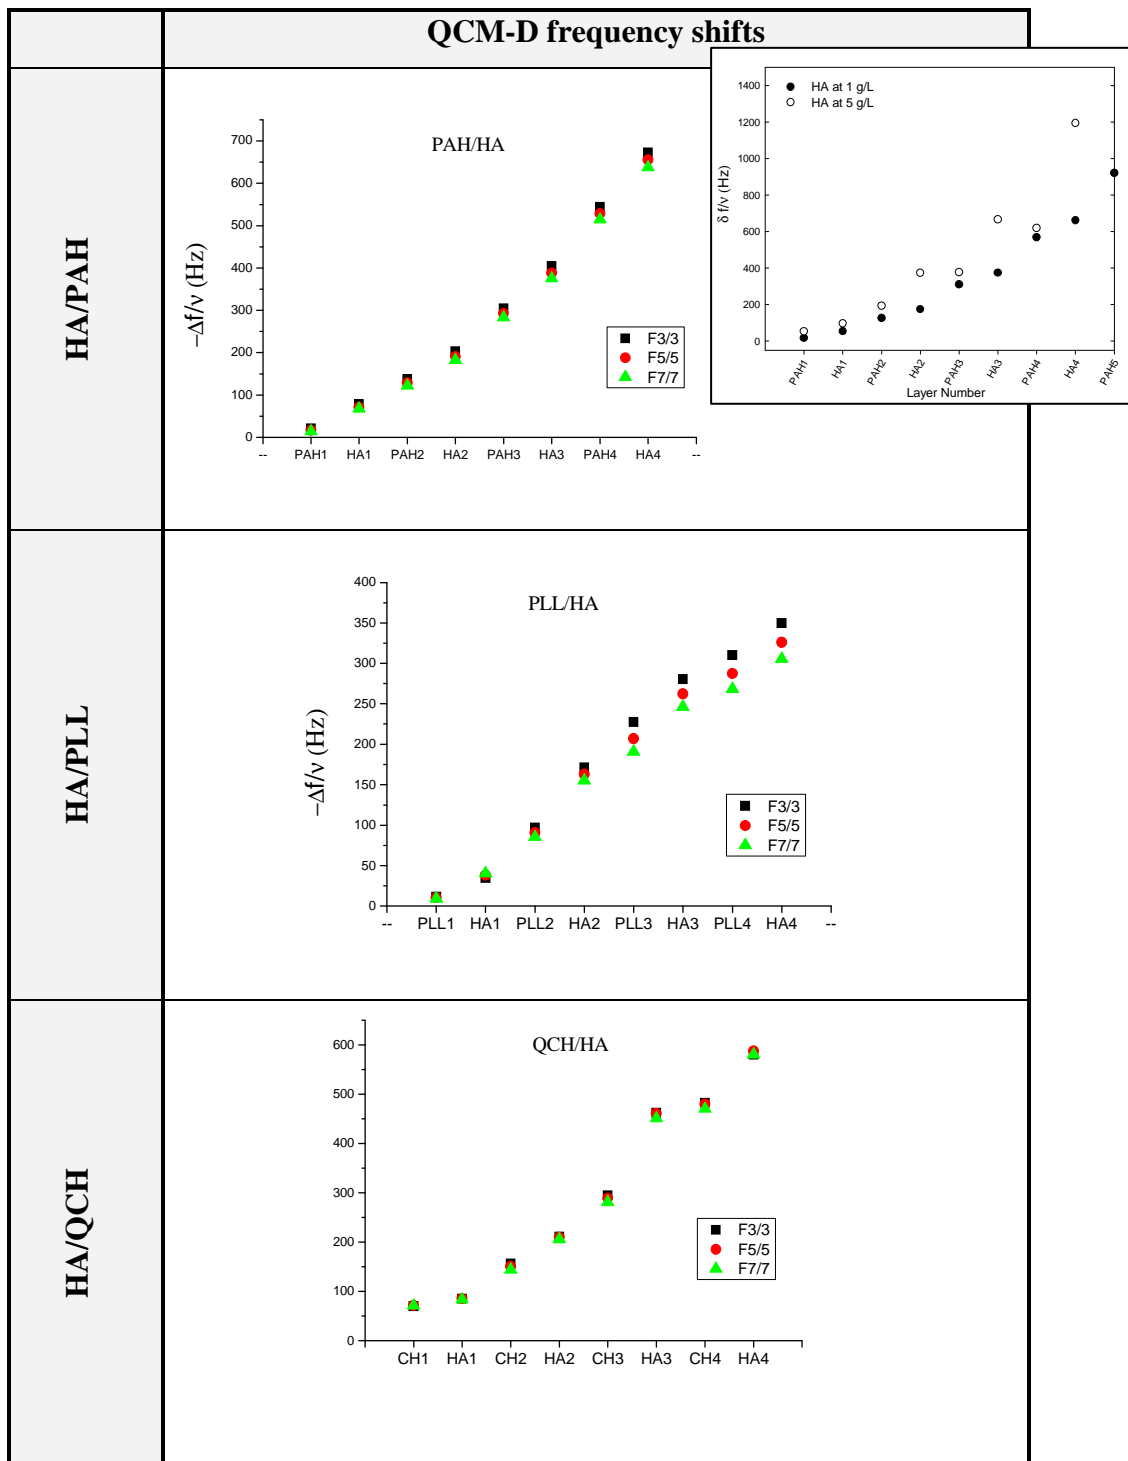 QCM-D frequency shifts
HA/PAH
PAH/HA
−Δf/ν (Hz)
700
600
500
400
300
200
100
0
F3/3
F5/5
F7/7
-- PAH1 HA1 PAH2 HA2 PAH3 HA3 PAH4 HA4 --
HA at 1 g/L
HA at 5 g/L
δ f/ν (Hz)
1400
1200
1000
800
600
400
200
0
PAH1 HA1 PAH2 HA2 PAH3 HA3 PAH4 HA4 PAH5
Layer Number
HA/PLL
PLL/HA
−Δf/ν (Hz)
400
350
300
250
200
150
100
50
0
F3/3
F5/5
F7/7
-- PLL1 HA1 PLL2 HA2 PLL3 HA3 PLL4 HA4 --
HA/QCH
QCH/HA
600
500
400
300
200
100
0
F3/3
F5/5
F7/7
CH1 HA1 CH2 HA2 CH3 HA3 CH4 HA4